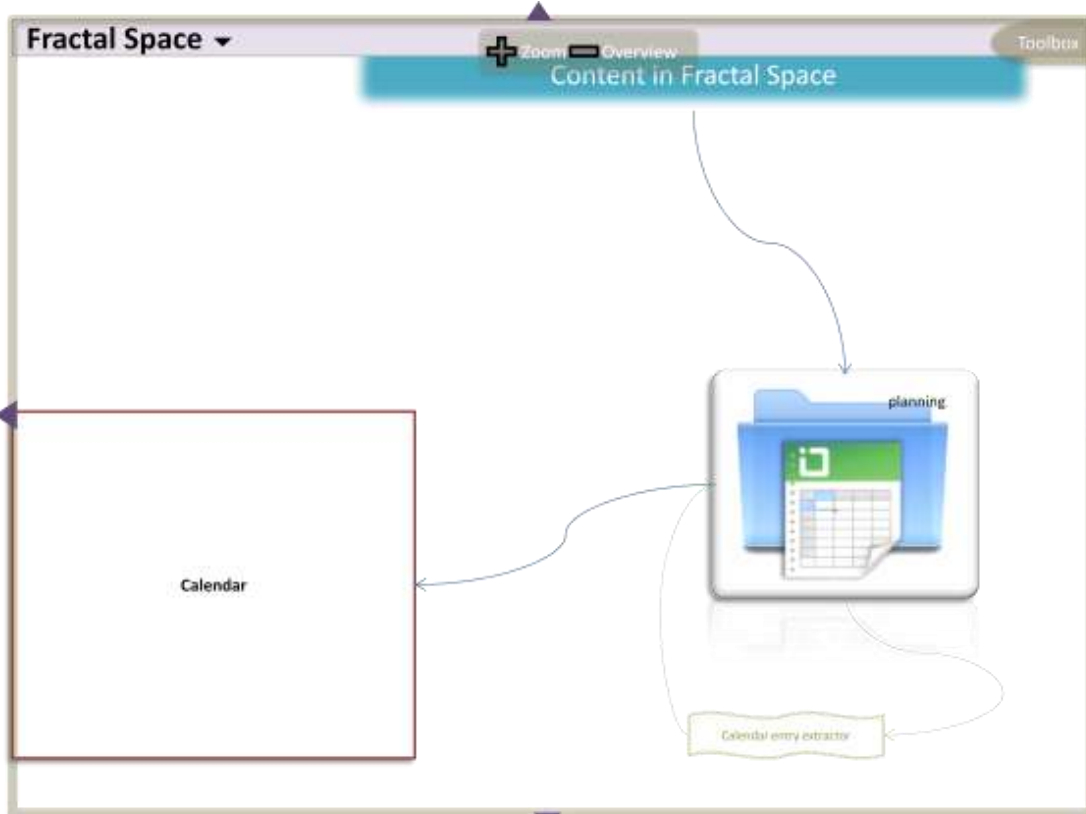 Fractal Space
Zoom Overview
Toolbox
Content in Fractal Space
planning
Calendar
Calendar entry extractor